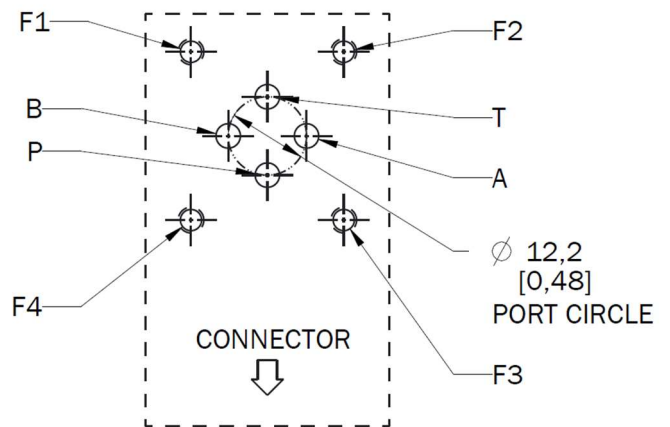 F1
F2
B
T
P
A
⌀ 12,2
[0,48]
PORT CIRCLE
F4
CONNECTOR
F3